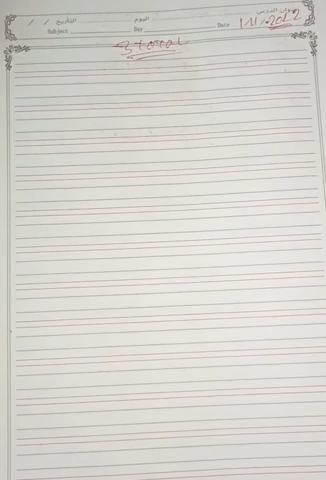 التاريخ / / اليوم عنوان الدرس
Subject Day Date 1/11/2022
3 total